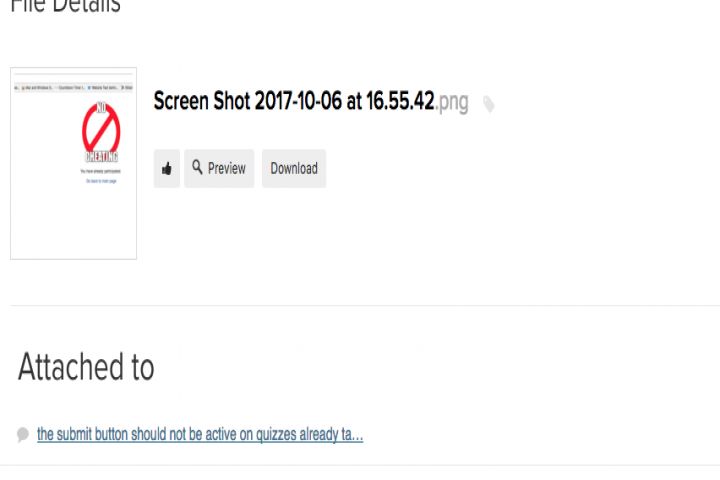 File Details
Screen Shot 2017-10-06 at 16.55.42.png
NO
CHEATING
You have already participated
Go back to main page
Preview
Download
Attached to
the submit button should not be active on quizzes already ta...